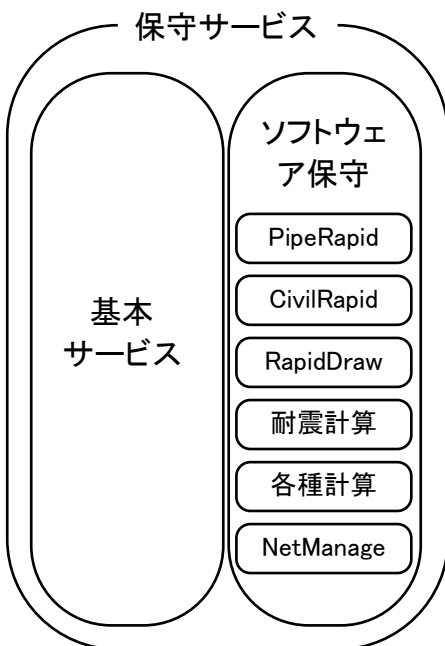 保守サービス
基本
サービス
ソフトウェ
ア保守
PipeRapid
CivilRapid
RapidDraw
耐震計算
各種計算
NetManage